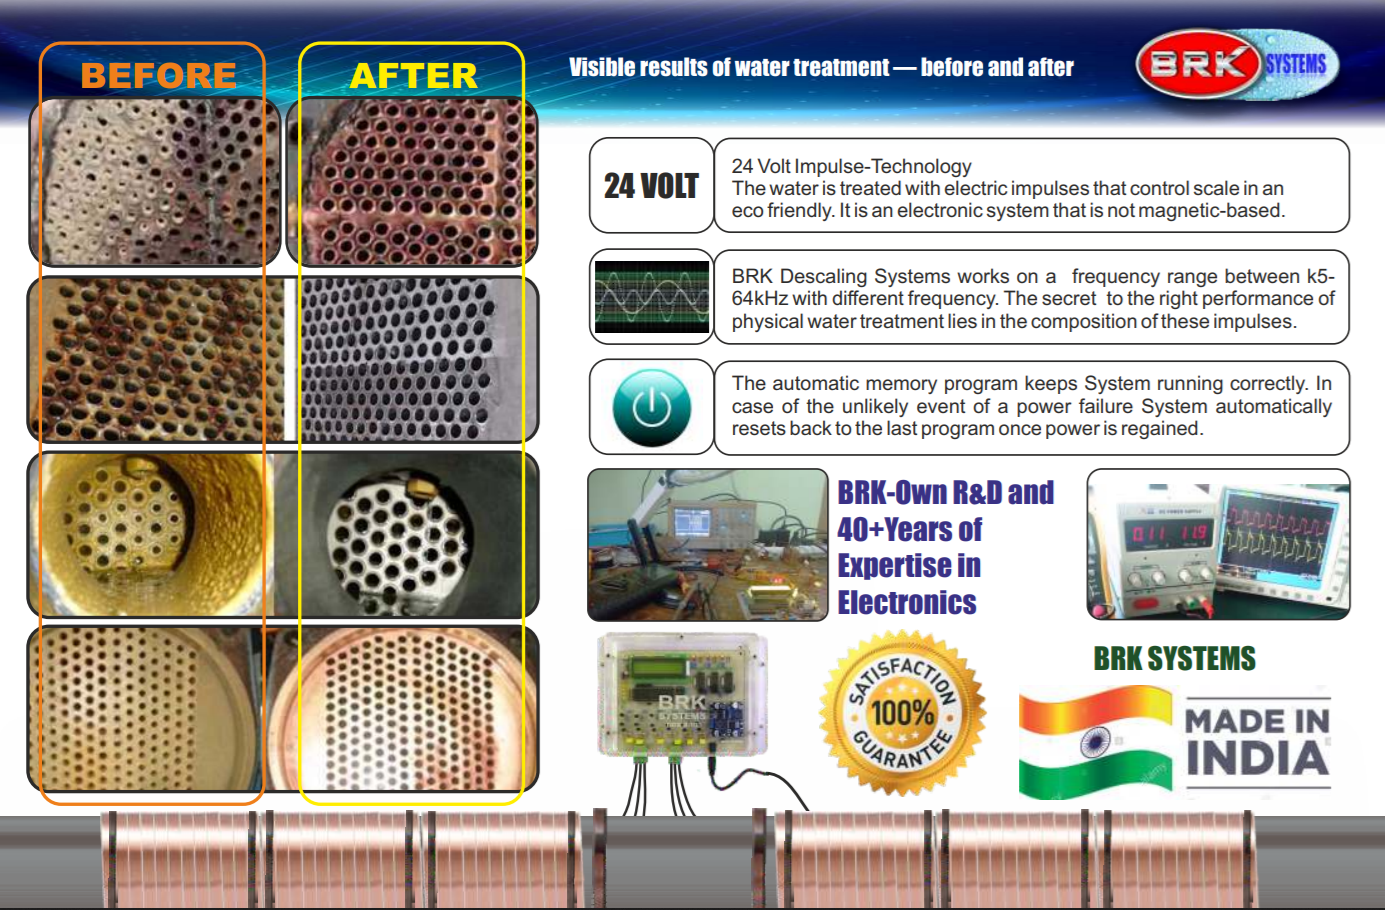 BEFORE
AFTER
Visible results of water treatment — before and after
BRK
SYSTEMS
24 VOLT
24 Volt Impulse-Technology
The water is treated with electric impulses that control scale in an
eco friendly. It is an electronic system that is not magnetic-based.
BRK Descaling Systems works on a frequency range between k5-
64kHz with different frequency. The secret to the right performance of
physical water treatment lies in the composition of these impulses.
The automatic memory program keeps System running correctly. In
case of the unlikely event of a power failure System automatically
resets back to the last program once power is regained.
BRK-Own R&D and
40+Years of
Expertise in
Electronics
0.11 11.9
BRK
SYSTEMS
SATISFACTION
100%
GUARANTEE
BRK SYSTEMS
MADE IN
INDIA
alamy